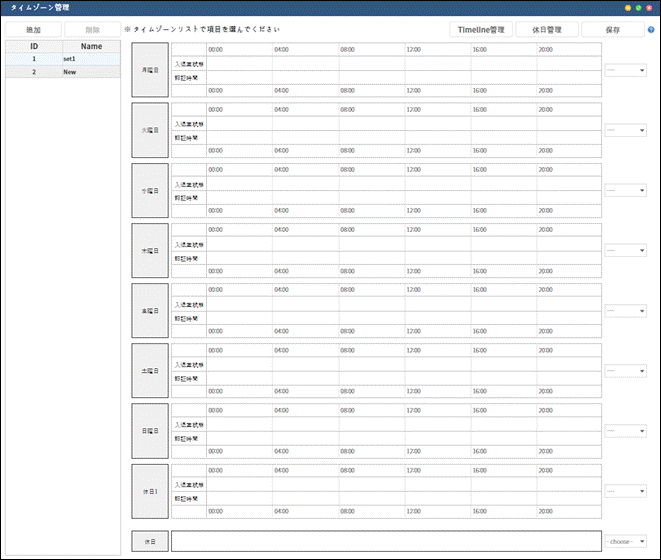 タイムゾーン管理
追加 削除 ※ タイムゾーンリストで項目を選んでください Timeline管理 休日管理 保存 ?
ID Name
1 set1
2 New
00:00 04:00 08:00 12:00 16:00 20:00
月曜日 入退室状態 ---
認証時間
00:00 04:00 08:00 12:00 16:00 20:00
00:00 04:00 08:00 12:00 16:00 20:00
火曜日 入退室状態 ---
認証時間
00:00 04:00 08:00 12:00 16:00 20:00
00:00 04:00 08:00 12:00 16:00 20:00
水曜日 入退室状態 ---
認証時間
00:00 04:00 08:00 12:00 16:00 20:00
00:00 04:00 08:00 12:00 16:00 20:00
木曜日 入退室状態 ---
認証時間
00:00 04:00 08:00 12:00 16:00 20:00
00:00 04:00 08:00 12:00 16:00 20:00
金曜日 入退室状態 ---
認証時間
00:00 04:00 08:00 12:00 16:00 20:00
00:00 04:00 08:00 12:00 16:00 20:00
土曜日 入退室状態 ---
認証時間
00:00 04:00 08:00 12:00 16:00 20:00
00:00 04:00 08:00 12:00 16:00 20:00
日曜日 入退室状態 ---
認証時間
00:00 04:00 08:00 12:00 16:00 20:00
00:00 04:00 08:00 12:00 16:00 20:00
休日1 入退室状態 ---
認証時間
00:00 04:00 08:00 12:00 16:00 20:00
休日 - choose -